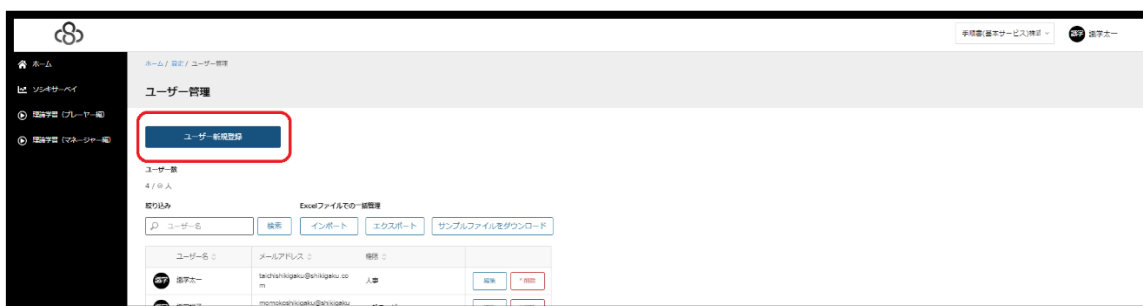 手順書(基本サービス)株式
識学 識学太一
ホーム
ソシキサーベイ
理論学習（プレーヤー編）
理論学習（マネージャー編）
ホーム / 設定 / ユーザー管理
ユーザー管理
ユーザー新規登録
ユーザー数
4 / ∞ 人
絞り込み Excelファイルでの一括管理
ユーザー名 検索 インポート エクスポート サンプルファイルをダウンロード
ユーザー名 メールアドレス 権限
識学 識学太一 taichishikigaku@shikigaku.co
m 人事 編集 削除
momokoshikigaku@shikigaku